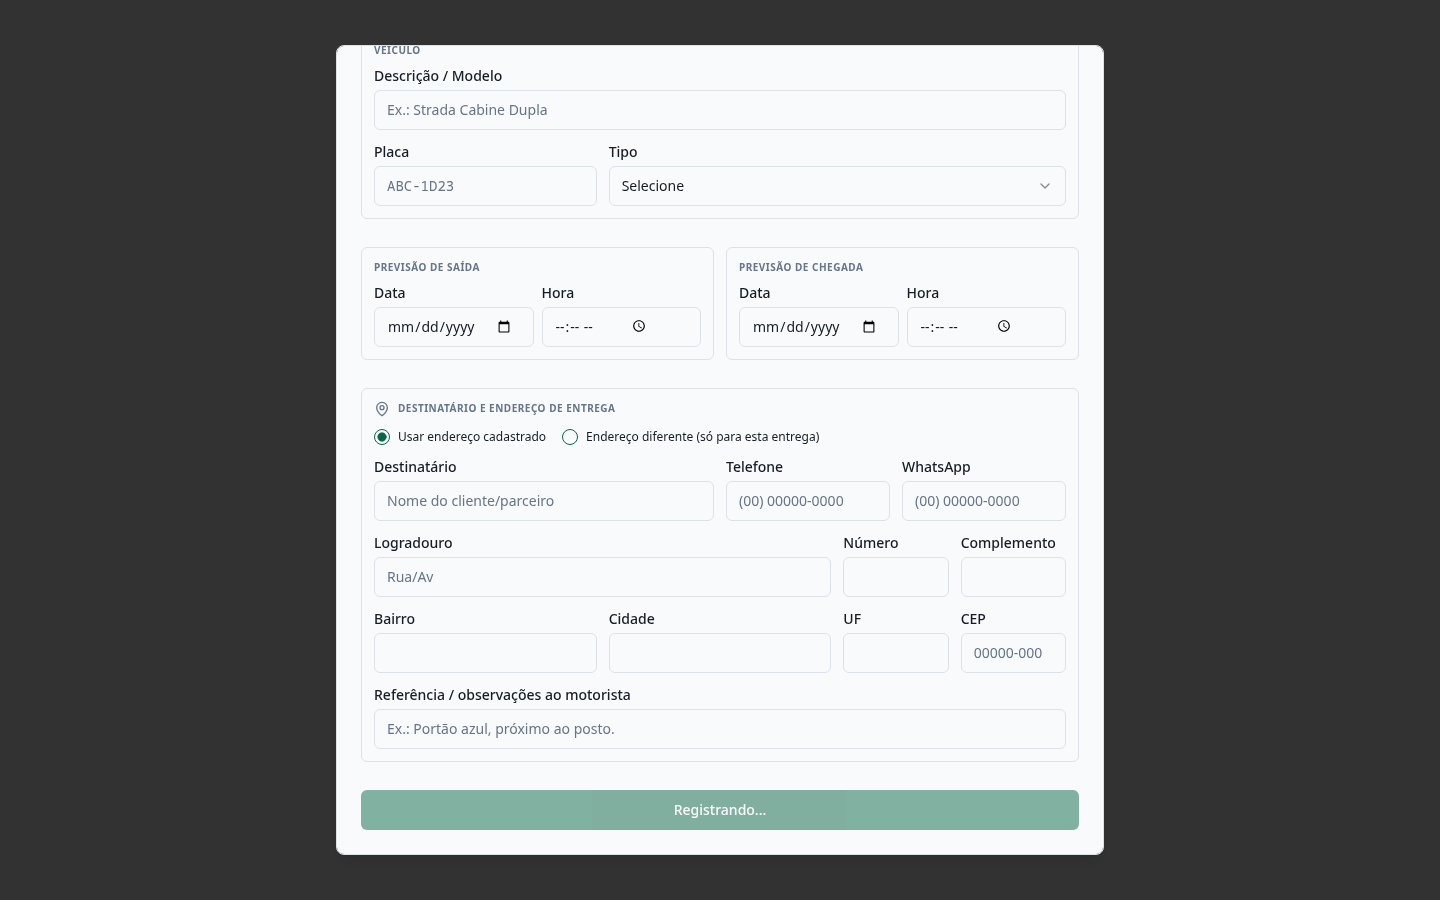 VEÍCULO
Descrição / Modelo
Ex.: Strada Cabine Dupla
Placa Tipo
ABC-1D23 Selecione
PREVISÃO DE SAÍDA PREVISÃO DE CHEGADA
Data Hora Data Hora
mm/dd/yyyy --:-- -- mm/dd/yyyy --:-- --
DESTINATÁRIO E ENDEREÇO DE ENTREGA
Usar endereço cadastrado Endereço diferente (só para esta entrega)
Destinatário Telefone WhatsApp
Nome do cliente/parceiro (00) 00000-0000 (00) 00000-0000
Logradouro Número Complemento
Rua/Av
Bairro Cidade UF CEP
00000-000
Referência / observações ao motorista
Ex.: Portão azul, próximo ao posto.
Registrando...